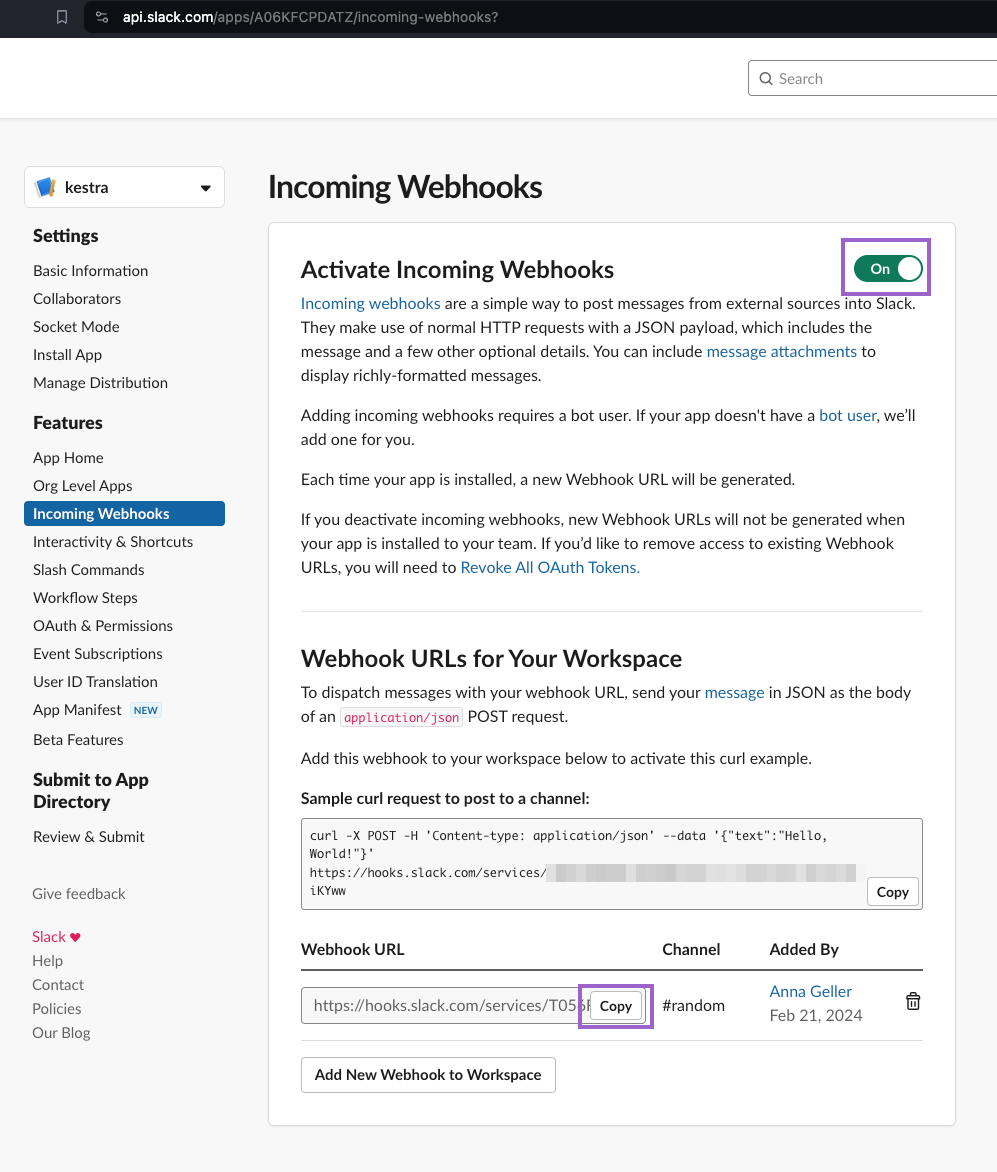 api.slack.com/apps/A06KFCPDATZ/incoming-webhooks?
Search
kestra
Settings
Basic Information
Collaborators
Socket Mode
Install App
Manage Distribution
Features
App Home
Org Level Apps
Incoming Webhooks
Interactivity & Shortcuts
Slash Commands
Workflow Steps
OAuth & Permissions
Event Subscriptions
User ID Translation
App Manifest NEW
Beta Features
Submit to App
Directory
Review & Submit
Give feedback
Slack ♥
Help
Contact
Policies
Our Blog
Incoming Webhooks
Activate Incoming Webhooks
On
Incoming webhooks are a simple way to post messages from external sources into Slack.
They make use of normal HTTP requests with a JSON payload, which includes the
message and a few other optional details. You can include message attachments to
display richly-formatted messages.
Adding incoming webhooks requires a bot user. If your app doesn't have a bot user, we’ll
add one for you.
Each time your app is installed, a new Webhook URL will be generated.
If you deactivate incoming webhooks, new Webhook URLs will not be generated when
your app is installed to your team. If you’d like to remove access to existing Webhook
URLs, you will need to Revoke All OAuth Tokens.
Webhook URLs for Your Workspace
To dispatch messages with your webhook URL, send your message in JSON as the body
of an application/json POST request.
Add this webhook to your workspace below to activate this curl example.
Sample curl request to post to a channel:
curl -X POST -H 'Content-type: application/json' --data '{"text":"Hello,
World!"}'
https://hooks.slack.com/services/
iKYww
Copy
Webhook URL Channel Added By
https://hooks.slack.com/services/T056 Copy #random Anna Geller
Feb 21, 2024
Add New Webhook to Workspace